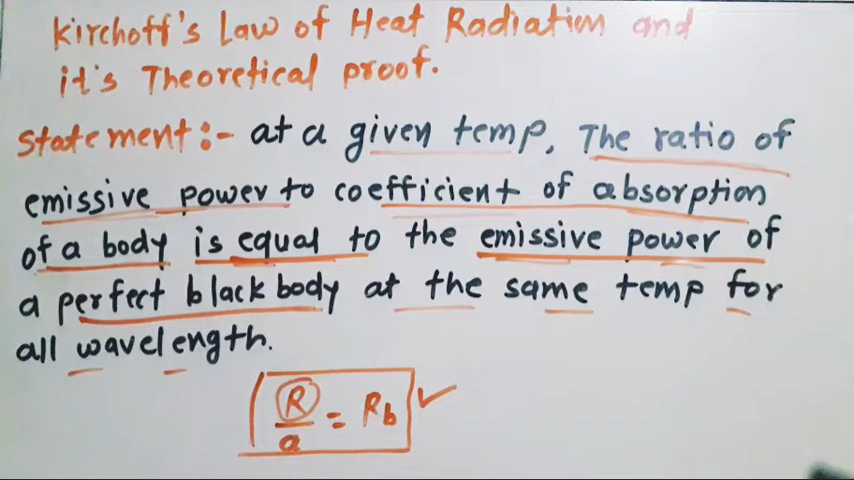 Kirchoff's Law of Heat Radiation and
it's Theoretical proof.
Statement:- at a given temp, The ratio of
emissive power to coefficient of absorption
of a body is equal to the emissive power of
a perfect blackbody at the same temp for
all wavelength.
R/a = Rb ✓